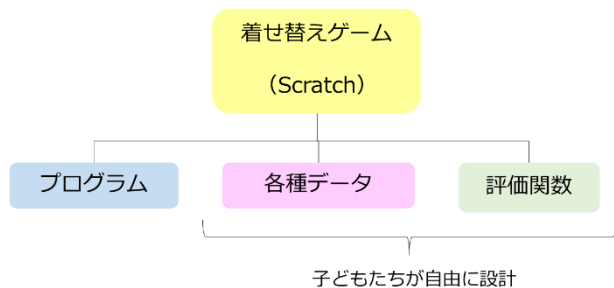 着せ替えゲーム
（Scratch）
プログラム
各種データ
評価関数
子どもたちが自由に設計